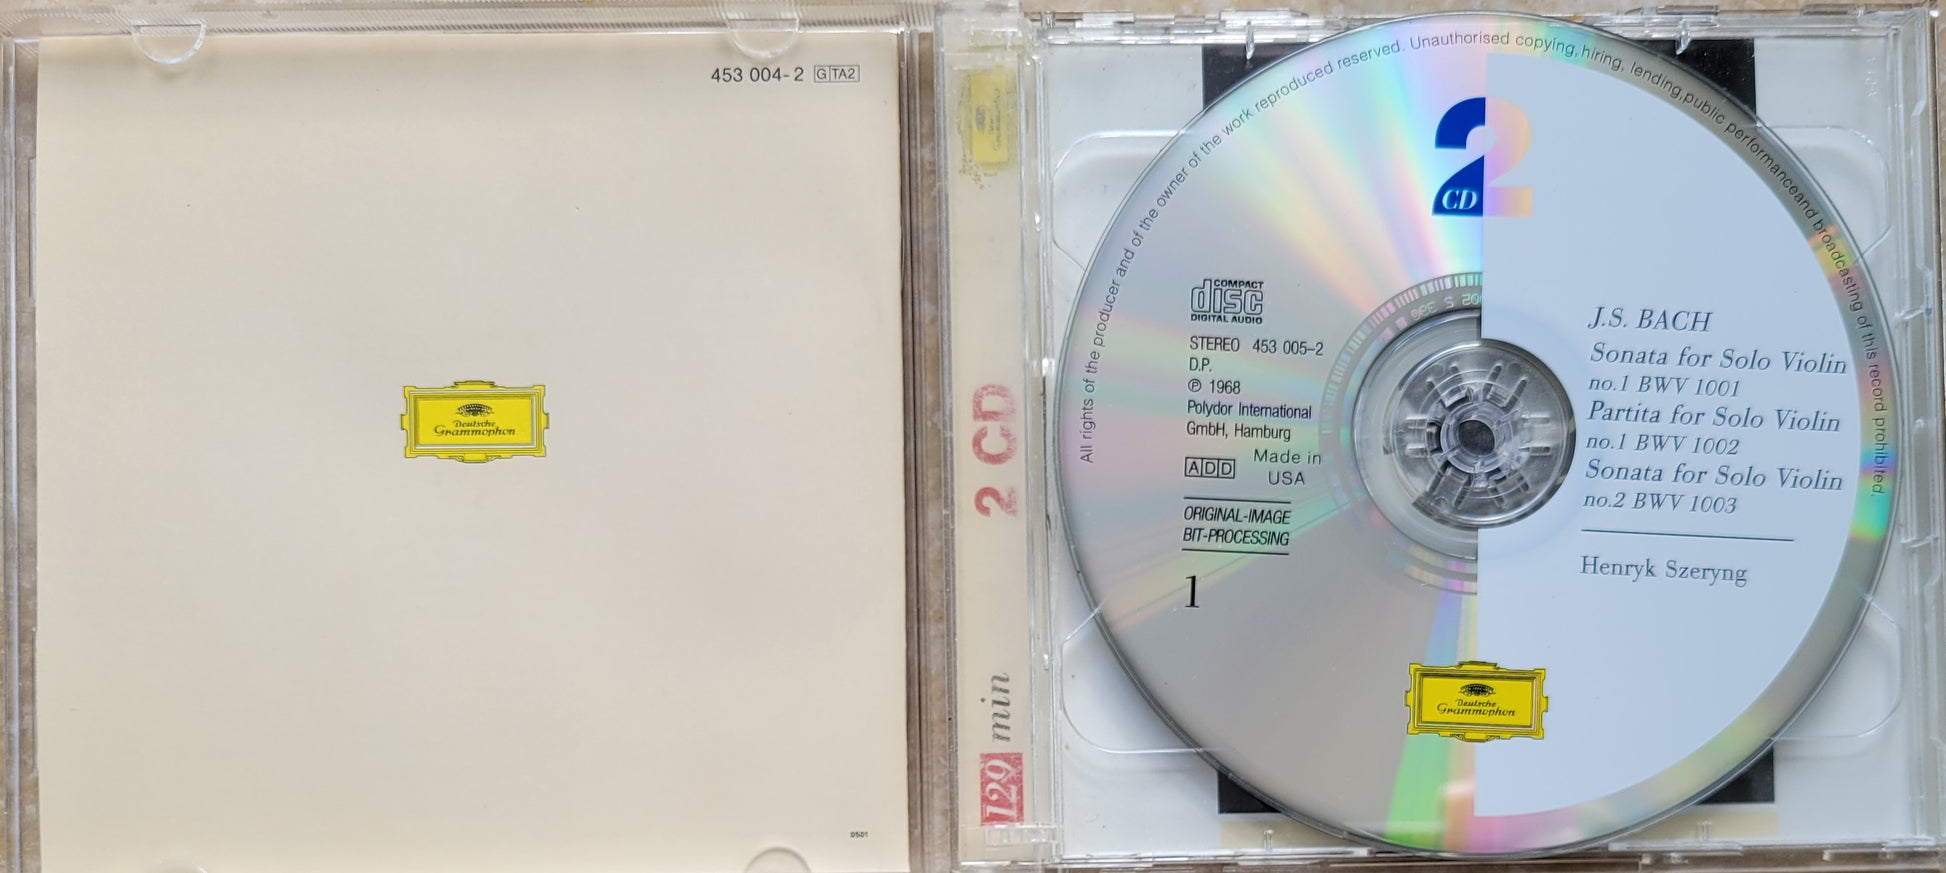 453 004-2 G TA2
Deutsche
Grammophon
0501
2 CD
129 min
All rights of the producer and of the owner of the work reproduced reserved. Unauthorised copying, hiring, lending, public performanceand broadcasting of this record prohibited.
2
CD
COMPACT
disc
DIGITAL AUDIO
STEREO 453 005-2
D.P.
℗ 1968
Polydor International
GmbH, Hamburg
ADD Made in
USA
ORIGINAL-IMAGE
BIT-PROCESSING
1
J.S. BACH
Sonata for Solo Violin
no.1 BWV 1001
Partita for Solo Violin
no.1 BWV 1002
Sonata for Solo Violin
no.2 BWV 1003
Henryk Szeryng
Deutsche
Grammophon